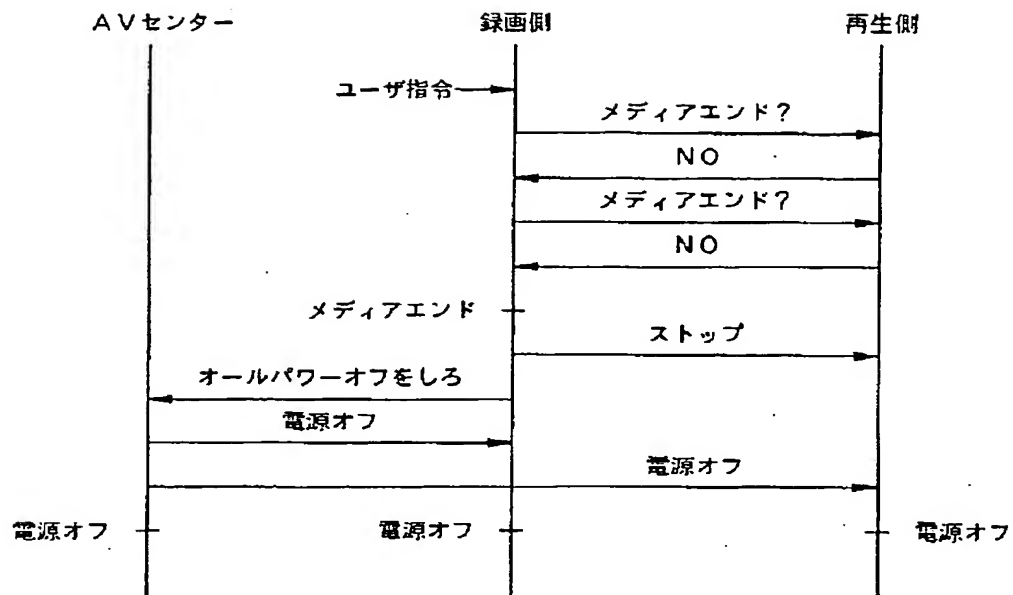 AVセンター 録画側 再生側
ユーザ指令
メディアエンド?
NO
メディアエンド?
NO
メディアエンド
ストップ
オールパワーオフをしろ
電源オフ
電源オフ
電源オフ 電源オフ 電源オフ